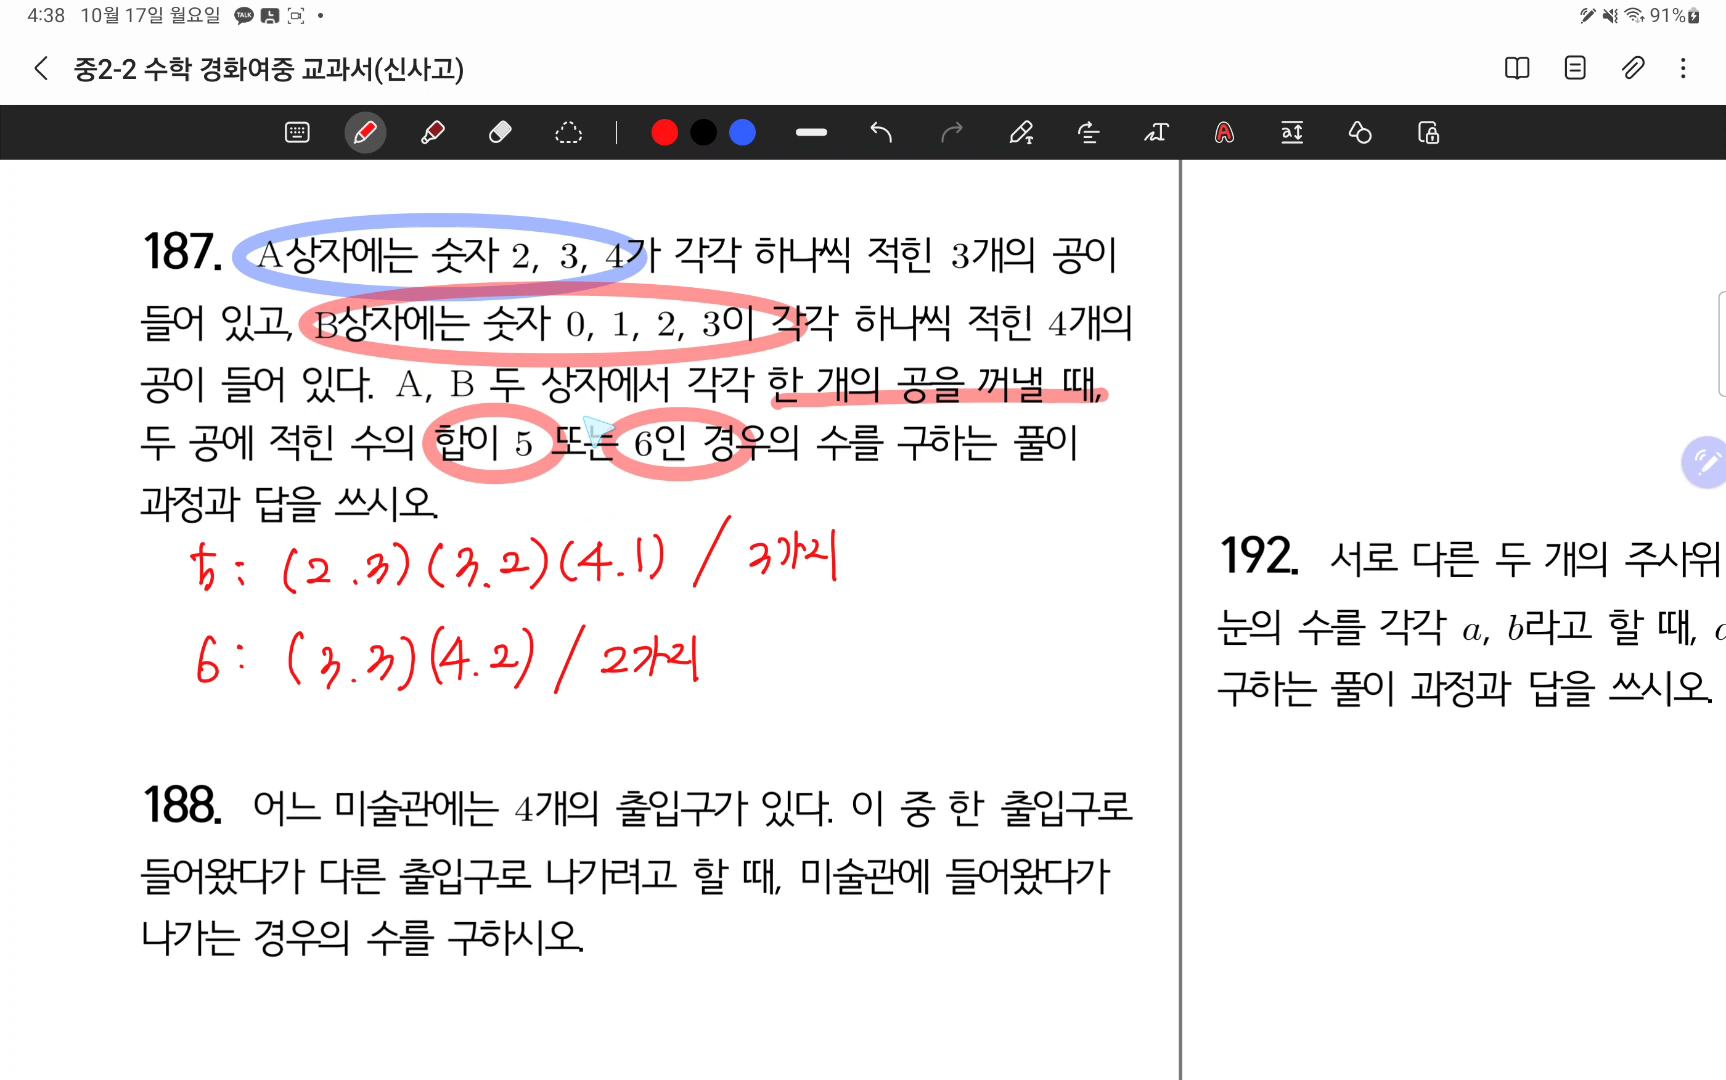 4:38 10월 17일 월요일 TALK 91%
중2-2 수학 경화여중 교과서(신사고)
187. A상자에는 숫자 2, 3, 4가 각각 하나씩 적힌 3개의 공이
들어 있고, B상자에는 숫자 0, 1, 2, 3이 각각 하나씩 적힌 4개의
공이 들어 있다. A, B 두 상자에서 각각 한 개의 공을 꺼낼 때,
두 공에 적힌 수의 합이 5 또는 6인 경우의 수를 구하는 풀이
과정과 답을 쓰시오.
5 : (2.3)(3.2)(4.1) / 3가지
6 : (3.3)(4.2) / 2가지
188. 어느 미술관에는 4개의 출입구가 있다. 이 중 한 출입구로
들어왔다가 다른 출입구로 나가려고 할 때, 미술관에 들어왔다가
나가는 경우의 수를 구하시오.
192. 서로 다른 두 개의 주사위
눈의 수를 각각 a, b라고 할 때,
구하는 풀이 과정과 답을 쓰시오.